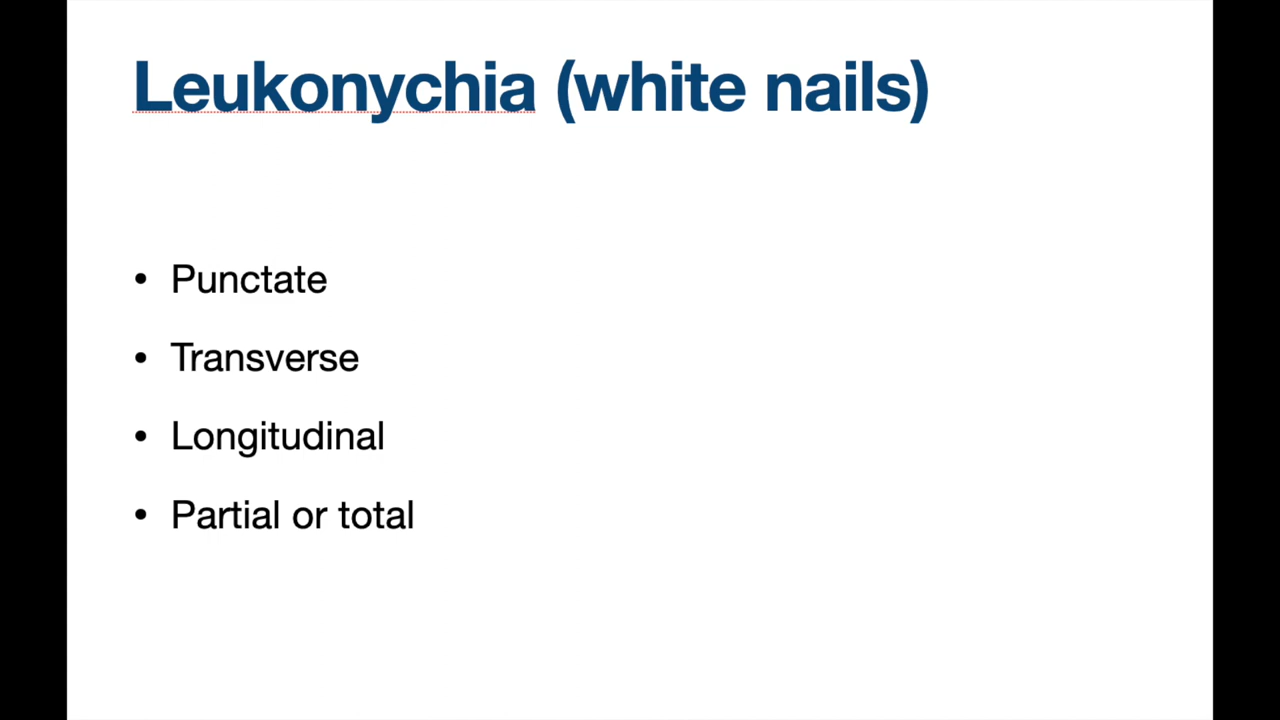 Leukonychia (white nails)
• Punctate
• Transverse
• Longitudinal
• Partial or total